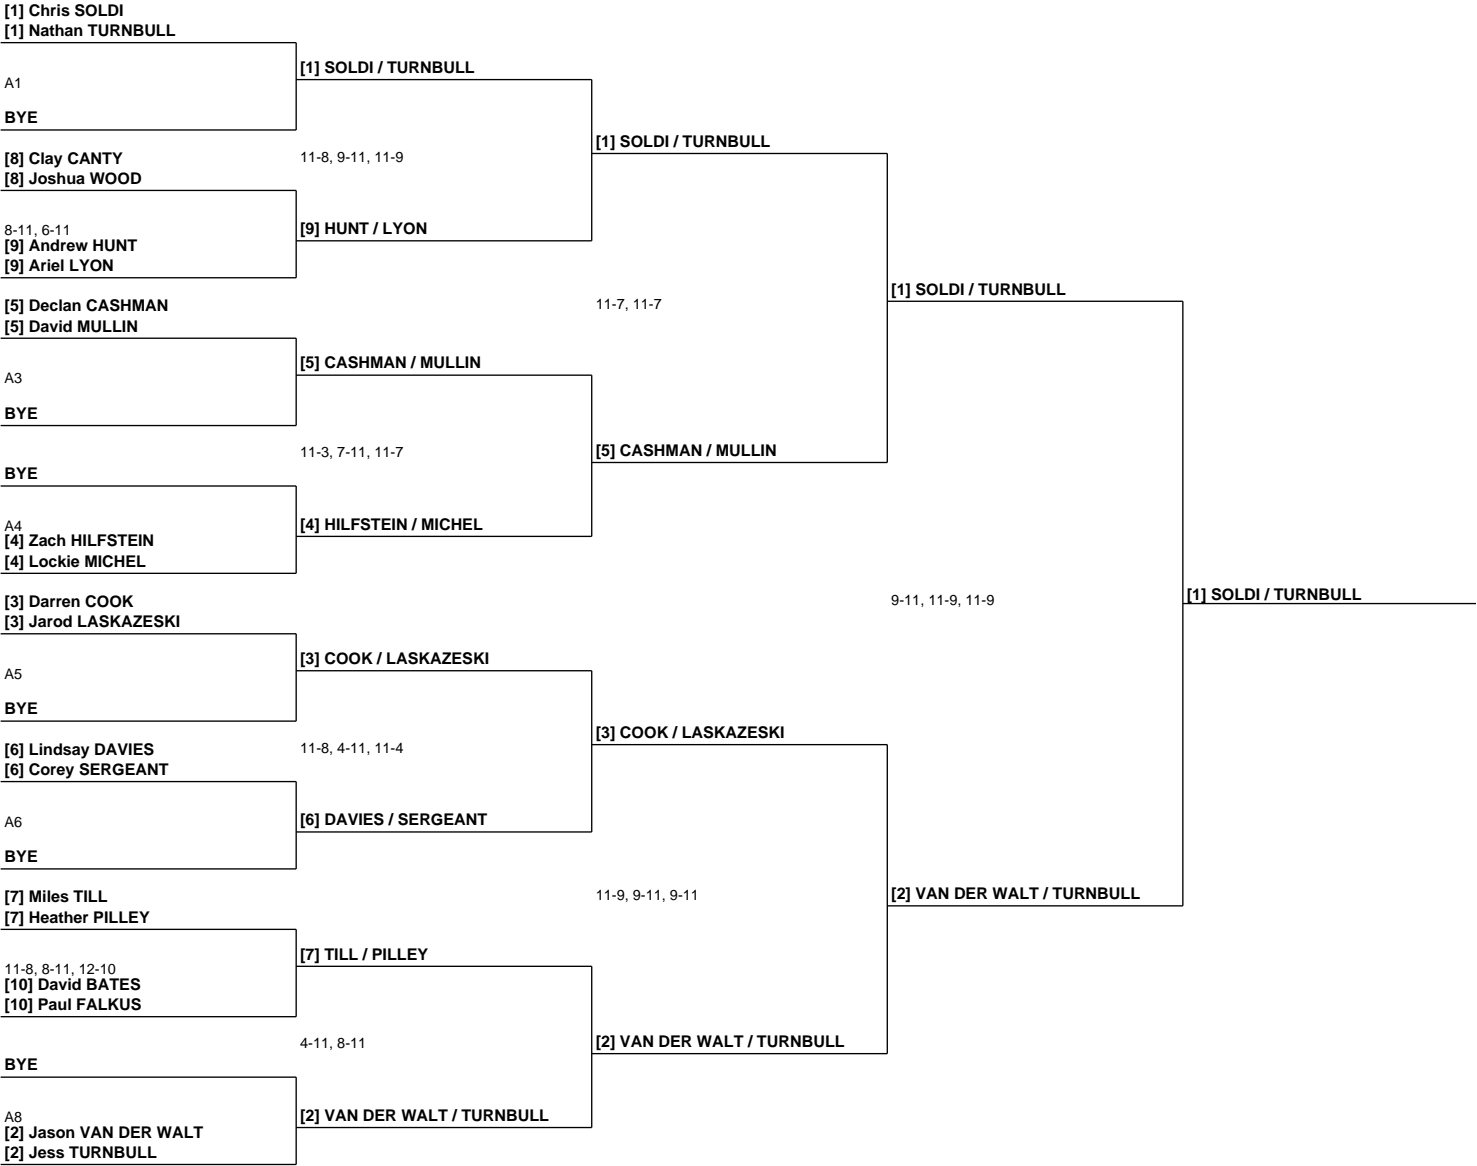 [1] Chris SOLDI
[1] Nathan TURNBULL
A1
BYE
[8] Clay CANTY
[8] Joshua WOOD
8-11, 6-11
[9] Andrew HUNT
[9] Ariel LYON
[5] Declan CASHMAN
[5] David MULLIN
A3
BYE
BYE
A4
[4] Zach HILFSTEIN
[4] Lockie MICHEL
[3] Darren COOK
[3] Jarod LASKAZESKI
A5
BYE
[6] Lindsay DAVIES
[6] Corey SERGEANT
A6
BYE
[7] Miles TILL
[7] Heather PILLEY
11-8, 8-11, 12-10
[10] David BATES
[10] Paul FALKUS
BYE
A8
[2] Jason VAN DER WALT
[2] Jess TURNBULL
[1] SOLDI / TURNBULL
11-8, 9-11, 11-9
[9] HUNT / LYON
[5] CASHMAN / MULLIN
11-3, 7-11, 11-7
[4] HILFSTEIN / MICHEL
[3] COOK / LASKAZESKI
11-8, 4-11, 11-4
[6] DAVIES / SERGEANT
[7] TILL / PILLEY
4-11, 8-11
[2] VAN DER WALT / TURNBULL
[1] SOLDI / TURNBULL
11-7, 11-7
[5] CASHMAN / MULLIN
[3] COOK / LASKAZESKI
11-9, 9-11, 9-11
[2] VAN DER WALT / TURNBULL
[1] SOLDI / TURNBULL
9-11, 11-9, 11-9
[2] VAN DER WALT / TURNBULL
[1] SOLDI / TURNBULL